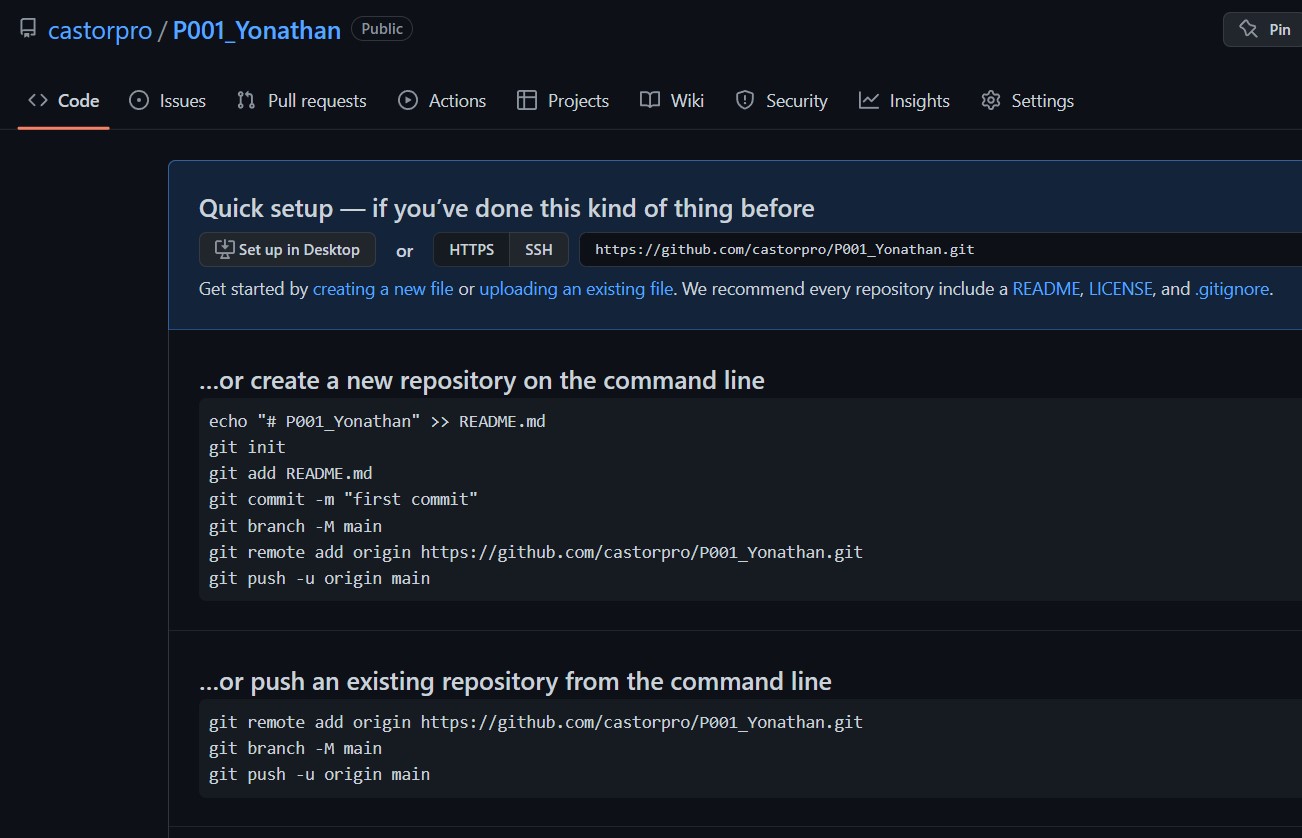 castorpro / P001_Yonathan Public Pin
Code Issues Pull requests Actions Projects Wiki Security Insights Settings
Quick setup — if you’ve done this kind of thing before
Set up in Desktop or HTTPS SSH https://github.com/castorpro/P001_Yonathan.git
Get started by creating a new file or uploading an existing file. We recommend every repository include a README, LICENSE, and .gitignore.
…or create a new repository on the command line
echo "# P001_Yonathan" >> README.md
git init
git add README.md
git commit -m "first commit"
git branch -M main
git remote add origin https://github.com/castorpro/P001_Yonathan.git
git push -u origin main
…or push an existing repository from the command line
git remote add origin https://github.com/castorpro/P001_Yonathan.git
git branch -M main
git push -u origin main